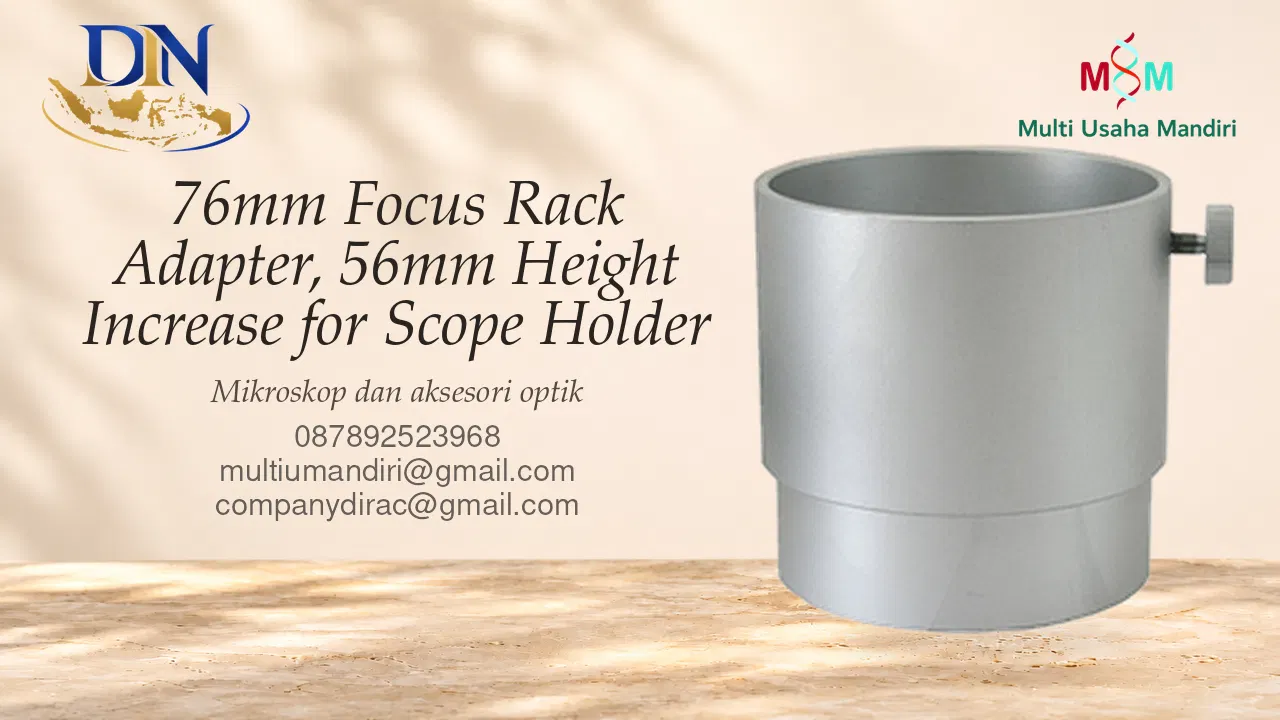 DIN
M M
Multi Usaha Mandiri
76mm Focus Rack
Adapter, 56mm Height
Increase for Scope Holder
Mikroskop dan aksesori optik
087892523968
multiumandiri@gmail.com
companydirac@gmail.com